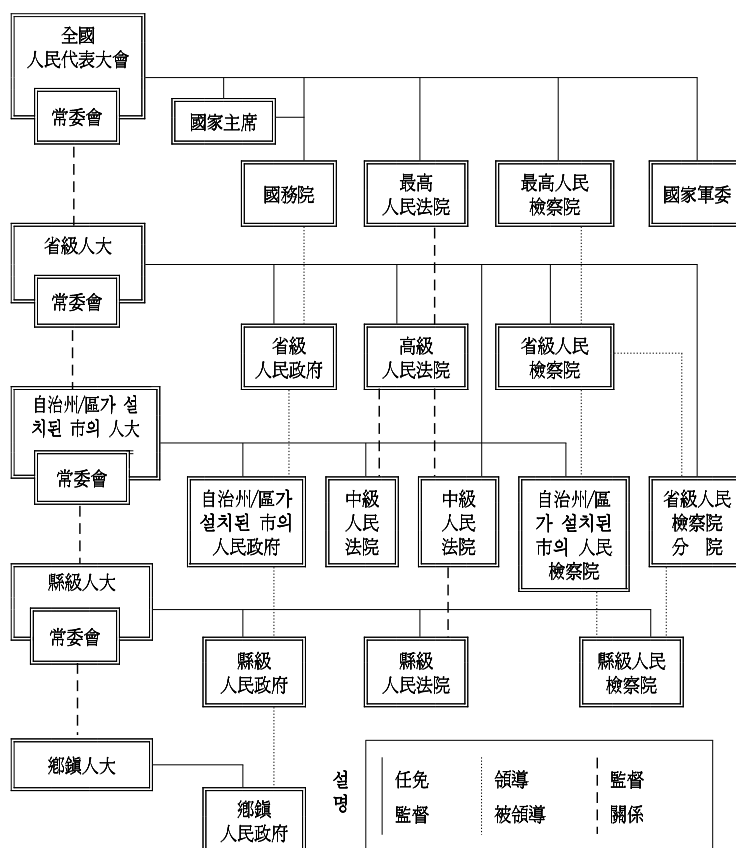 全國
人民代表大會
常委會
國家主席
國務院
最高
人民法院
最高人民
檢察院
國家軍委
省級人大
常委會
省級
人民政府
高級
人民法院
省級人民
檢察院
自治州/區가 설
치된 市의 人大
常委會
自治州/區가
설치된 市의
人民政府
中級
人民
法院
中級
人民
法院
自治州/區
가 설치된
市의 人民
檢察院
省級人民
檢察院
分 院
縣級人大
常委會
縣級
人民政府
縣級
人民法院
縣級人民
檢察院
鄕鎭人大
鄕鎭
人民政府
설명
任免
監督
領導
被領導
監督
關係